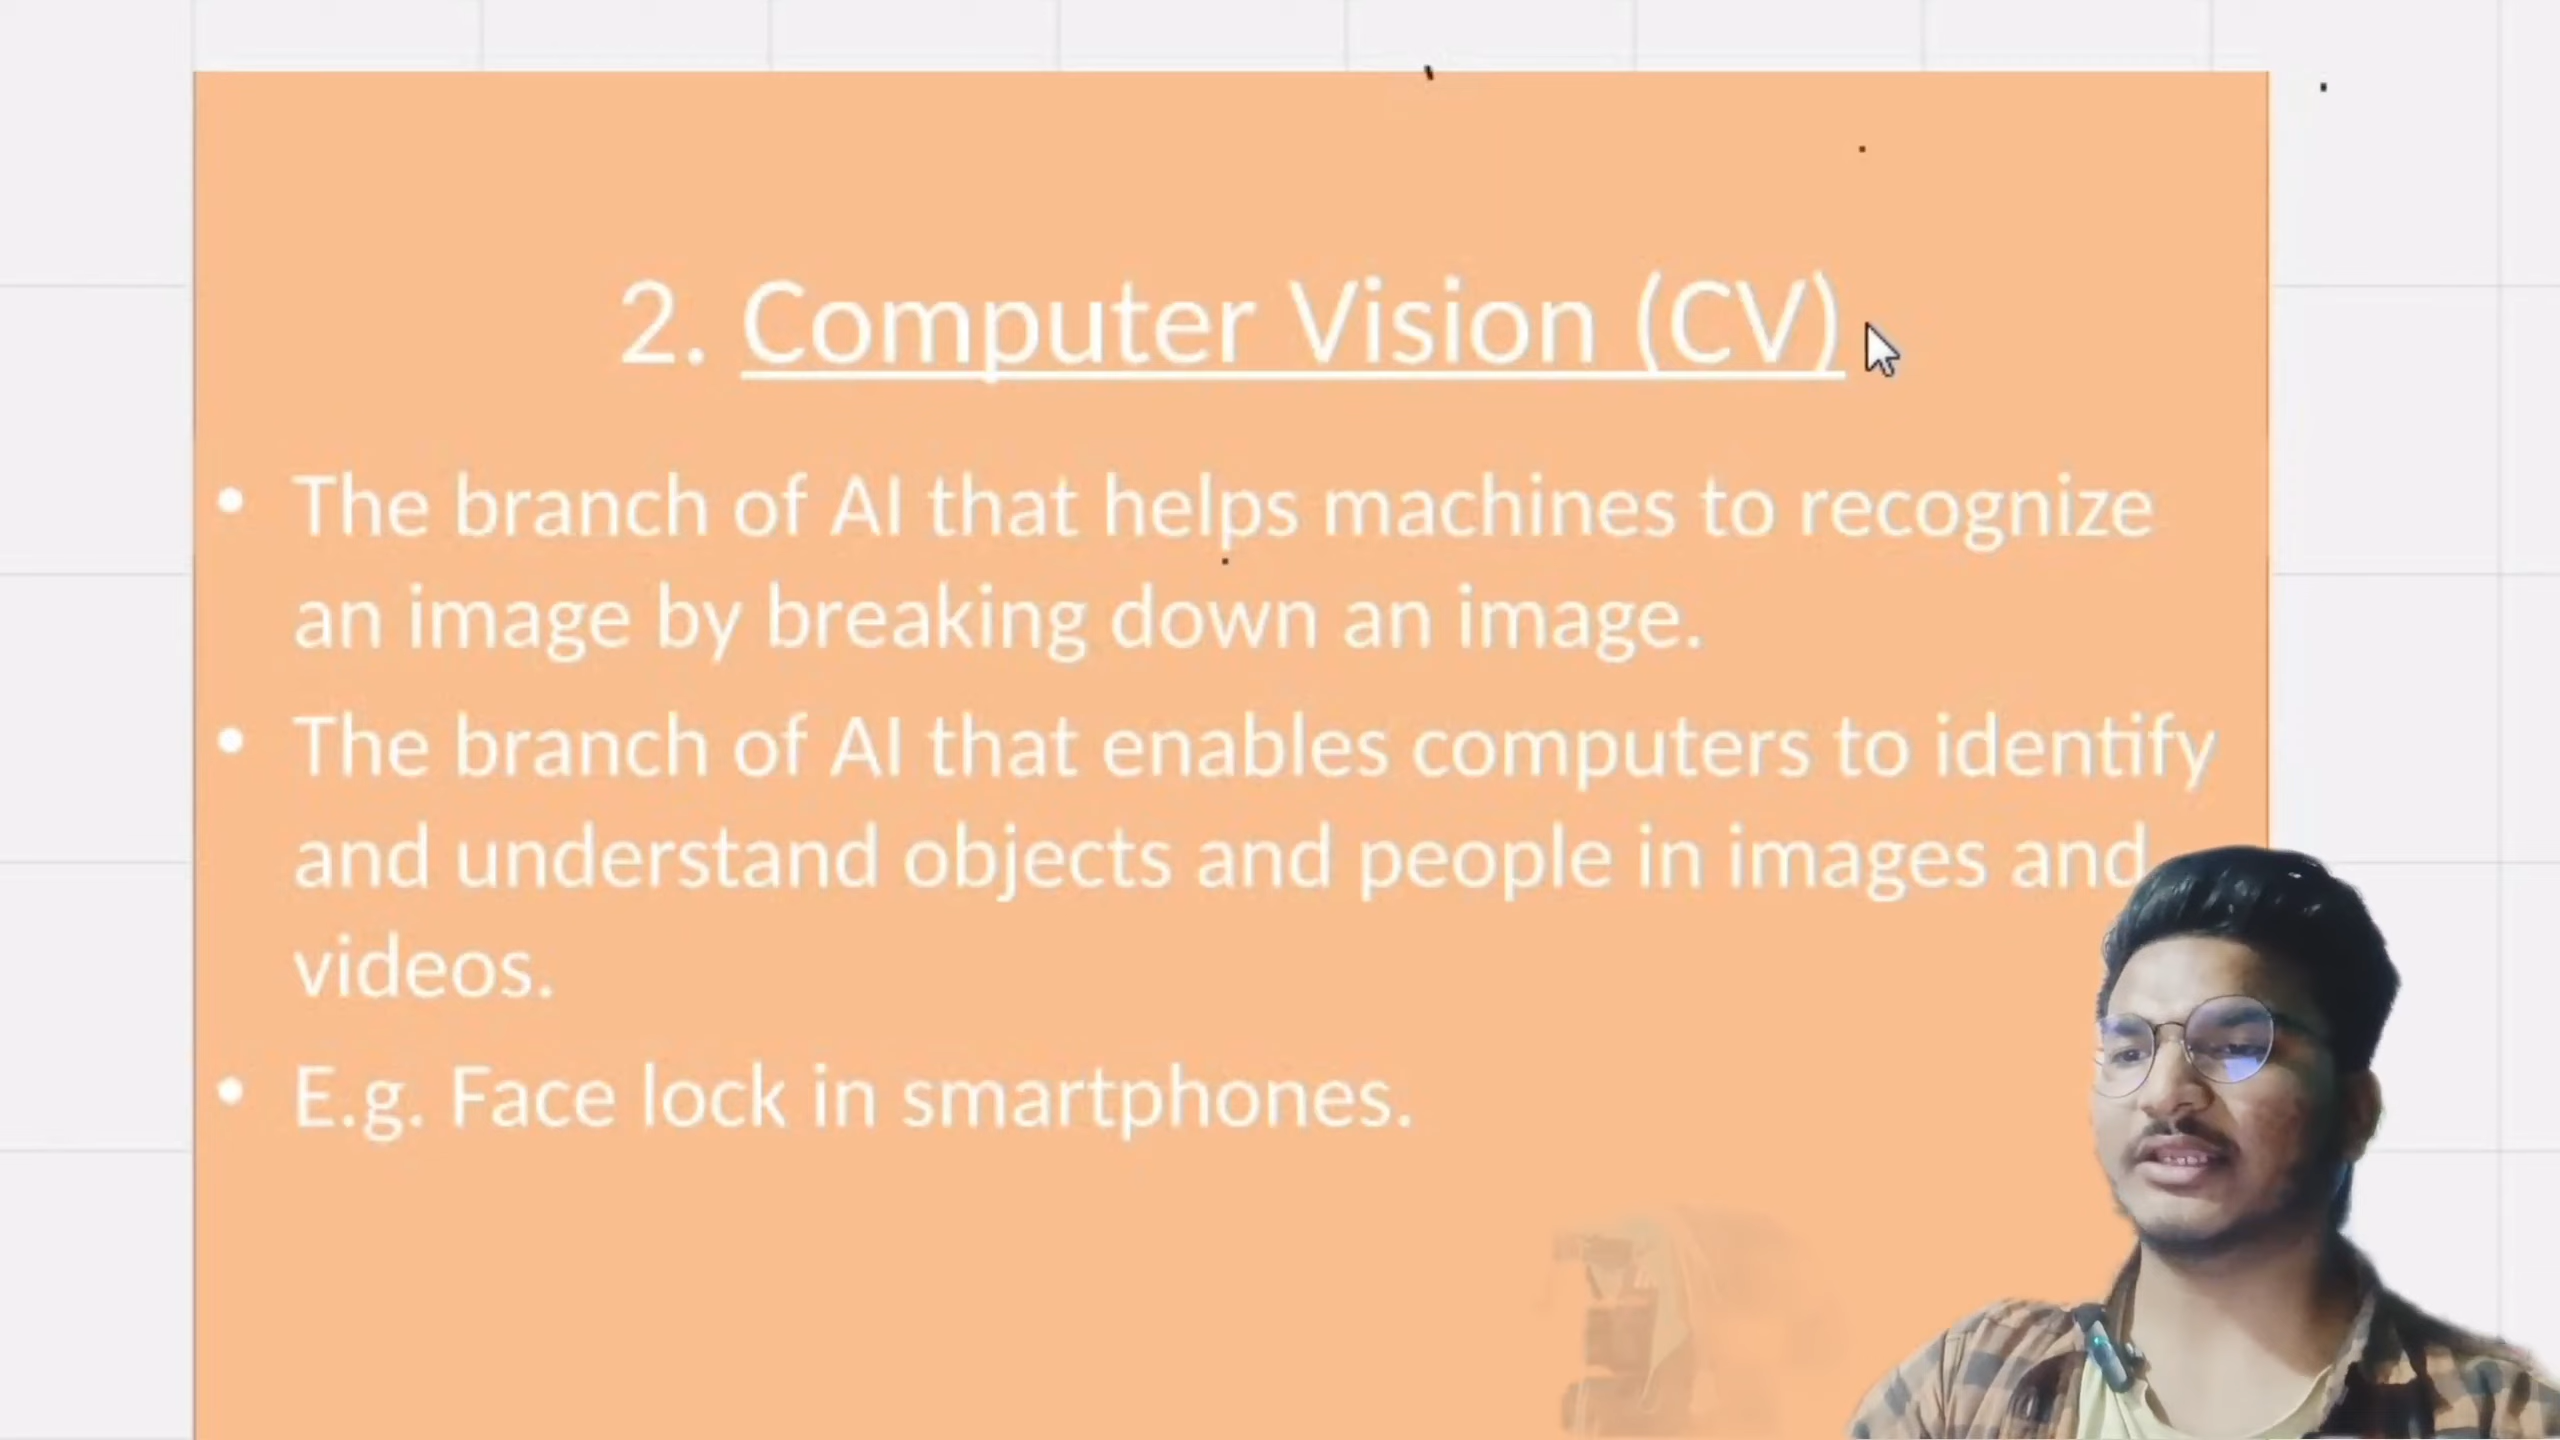 2. Computer Vision (CV)
• The branch of AI that helps machines to recognize
an image by breaking down an image.
• The branch of AI that enables computers to identify
and understand objects and people in images and
videos.
• E.g. Face lock in smartphones.